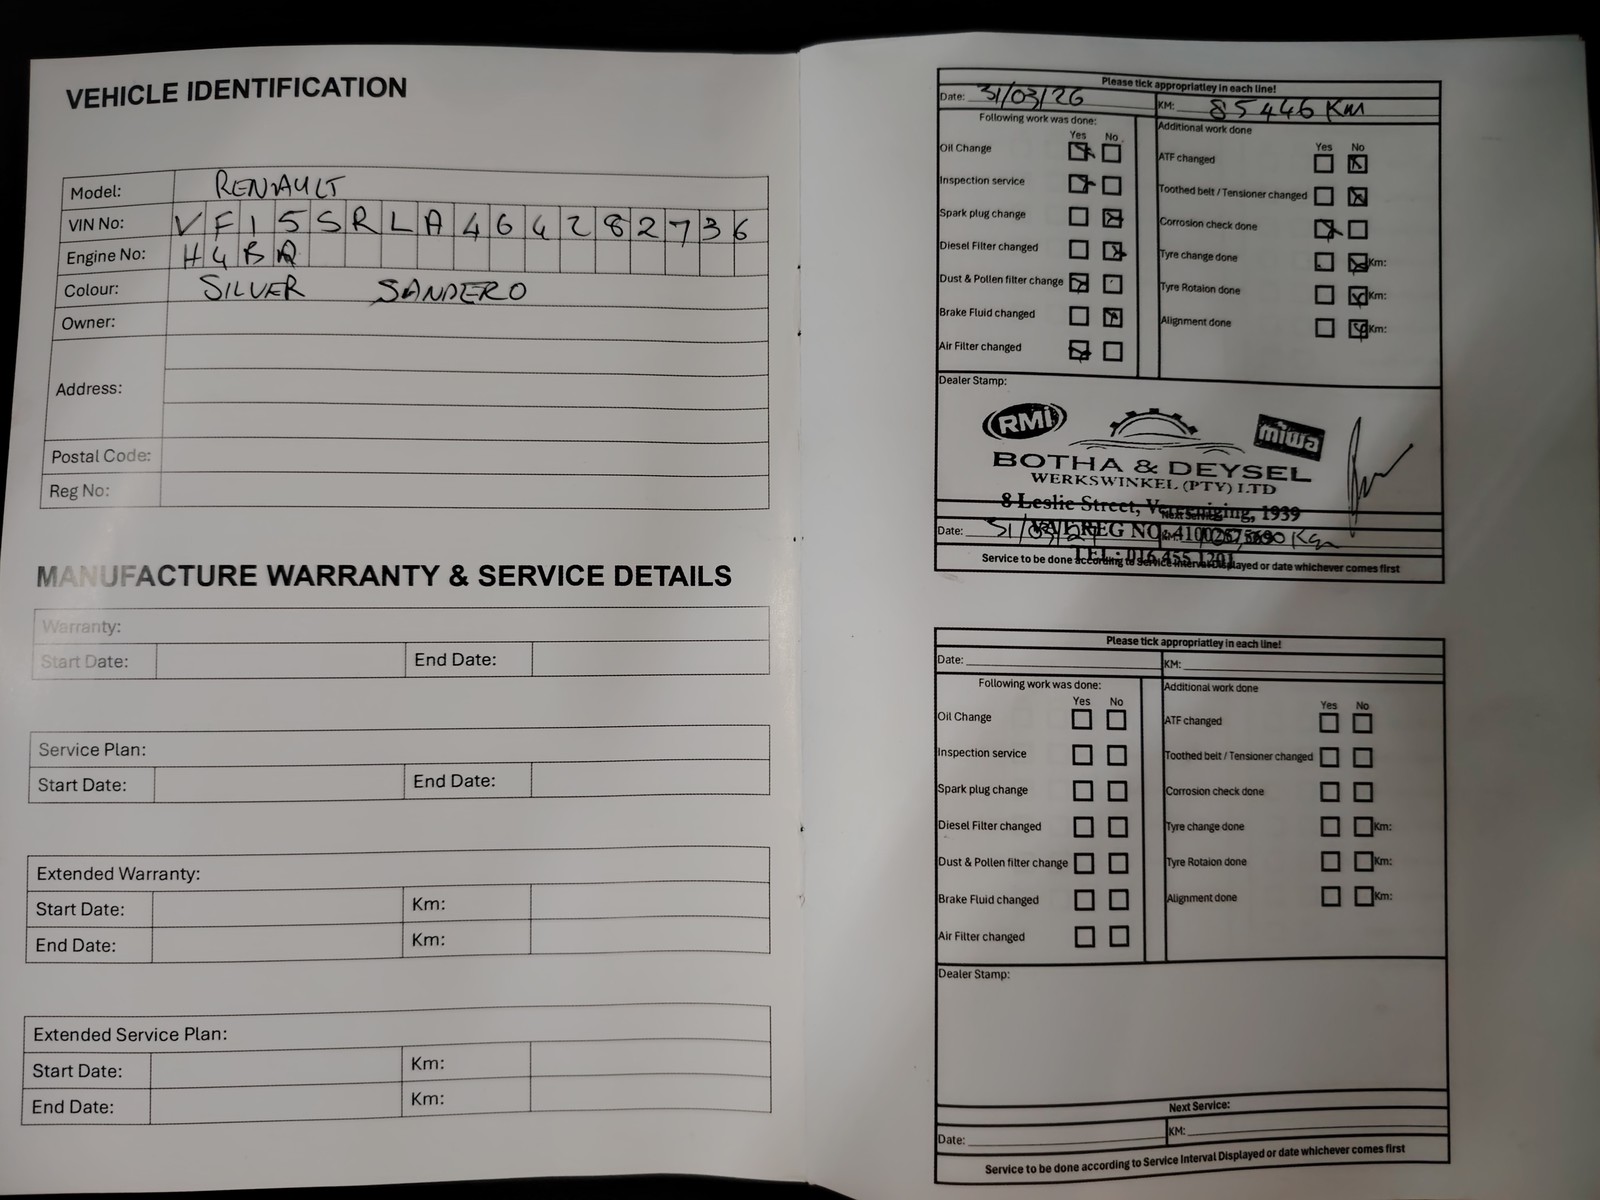 VEHICLE IDENTIFICATION
Model: RENAULT
VIN No: VF15SRLA464282736
Engine No: H4BR
Colour: SILVER SANDERO
Owner:
Address:
Postal Code:
Reg No:
MANUFACTURE WARRANTY & SERVICE DETAILS
Warranty:
Start Date: End Date:
Service Plan:
Start Date: End Date:
Extended Warranty:
Start Date: Km:
End Date: Km:
Extended Service Plan:
Start Date: Km:
End Date: Km:
Please tick appropriatley in each line!
Date: 31/03/26 KM: 85446 Km
Following work was done: Additional work done
Yes No Yes No
Oil Change ATF changed
Inspection service Toothed belt / Tensioner changed
Spark plug change Corrosion check done
Diesel Filter changed Tyre change done Km:
Dust & Pollen filter change Tyre Rotaion done Km:
Brake Fluid changed Alignment done Km:
Air Filter changed
Dealer Stamp:
RMI miwa
BOTHA & DEYSEL
WERKSWINKEL (PTY) LTD
8 Leslie Street, Vereeniging, 1939
Next Service:
Date: KM:
REG NO:
TEL: 016 455 1201
Service to be done according to Service Interval Displayed or date whichever comes first
Please tick appropriatley in each line!
Date: KM:
Following work was done: Additional work done
Yes No Yes No
Oil Change ATF changed
Inspection service Toothed belt / Tensioner changed
Spark plug change Corrosion check done
Diesel Filter changed Tyre change done Km:
Dust & Pollen filter change Tyre Rotaion done Km:
Brake Fluid changed Alignment done Km:
Air Filter changed
Dealer Stamp:
Next Service:
Date: KM:
Service to be done according to Service Interval Displayed or date whichever comes first